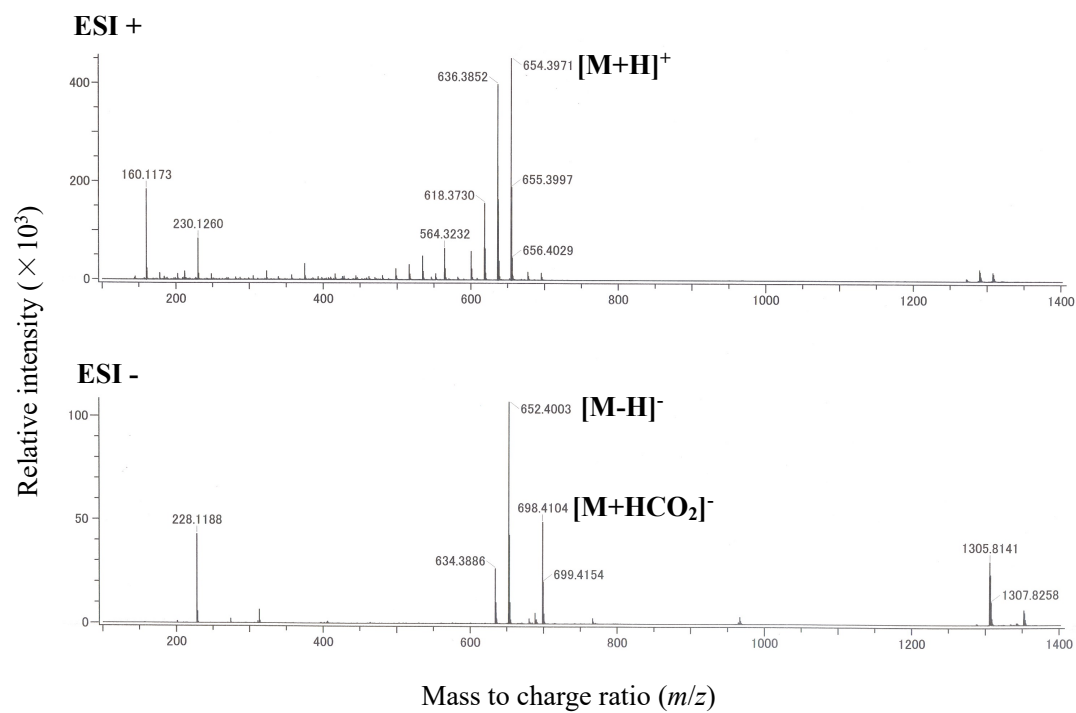 ESI +
[M+H]⁺
654.3971
636.3852
655.3997
656.4029
618.3730
564.3232
160.1173
230.1260
400
200
0
200 400 600 800 1000 1200 1400
Relative intensity (×10³)
ESI -
[M-H]⁻
652.4003
[M+HCO₂]⁻
698.4104
699.4154
634.3886
228.1188
1305.8141
1307.8258
100
50
0
200 400 600 800 1000 1200 1400
Mass to charge ratio (m/z)